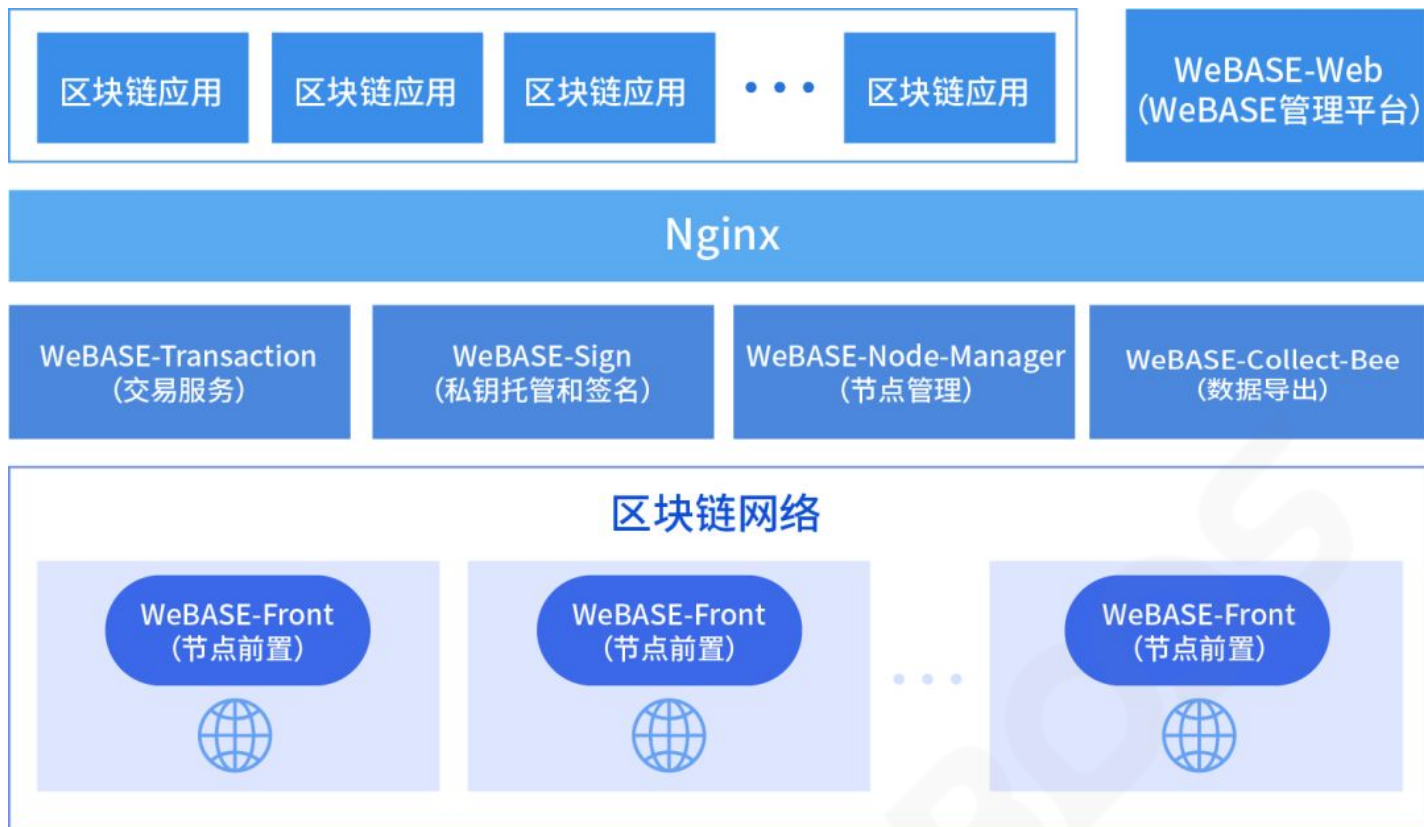 区块链应用
区块链应用
区块链应用
区块链应用
WeBASE-Web
(WeBASE管理平台)
Nginx
WeBASE-Transaction
(交易服务)
WeBASE-Sign
(私钥托管和签名)
WeBASE-Node-Manager
(节点管理)
WeBASE-Collect-Bee
(数据导出)
区块链网络
WeBASE-Front
(节点前置)
WeBASE-Front
(节点前置)
WeBASE-Front
(节点前置)